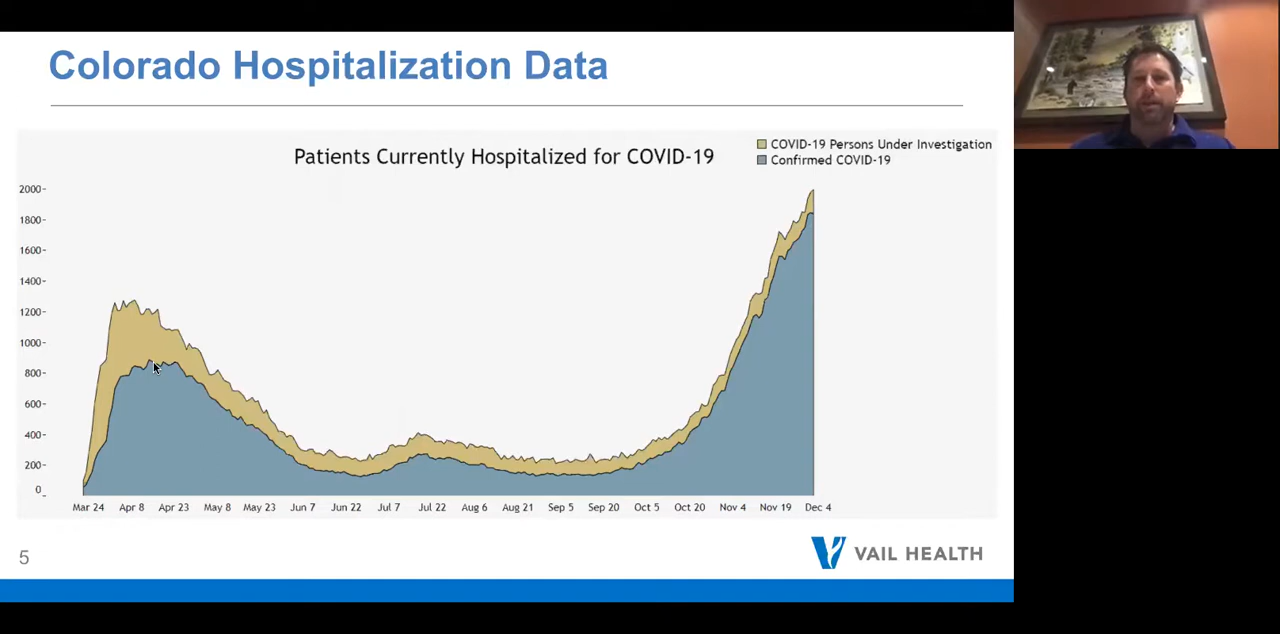 Colorado Hospitalization Data
Patients Currently Hospitalized for COVID-19
COVID-19 Persons Under Investigation
Confirmed COVID-19
2000
1800
1600
1400
1200
1000
800
600
400
200
0
Mar 24 Apr 8 Apr 23 May 8 May 23 Jun 7 Jun 22 Jul 7 Jul 22 Aug 6 Aug 21 Sep 5 Sep 20 Oct 5 Oct 20 Nov 4 Nov 19 Dec 4
5
VAIL HEALTH